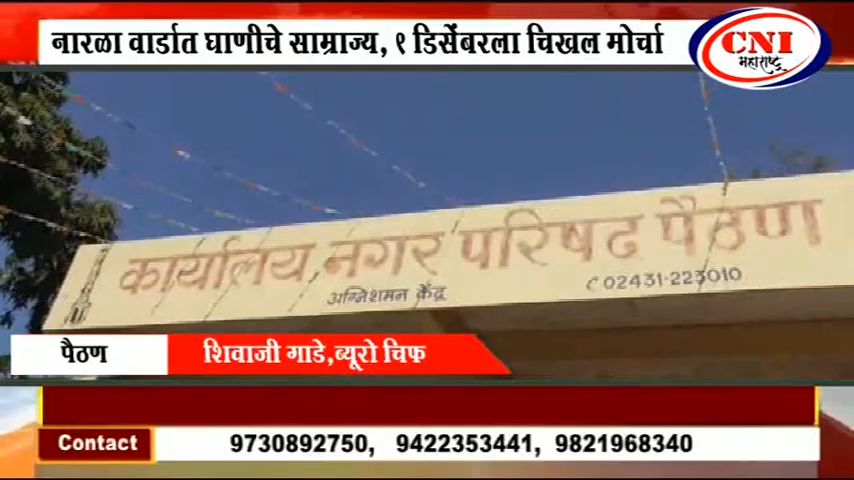 नारळा वार्डात घाणीचे साम्राज्य, १ डिसेंबरला चिखल मोर्चा
CNI
महाराष्ट्र
कार्यालय नगर परिषद पैठण
अग्निशमन केंद्र
02431-223010
पैठण
शिवाजी गाडे,ब्यूरो चिफ
Contact
9730892750, 9422353441, 9821968340